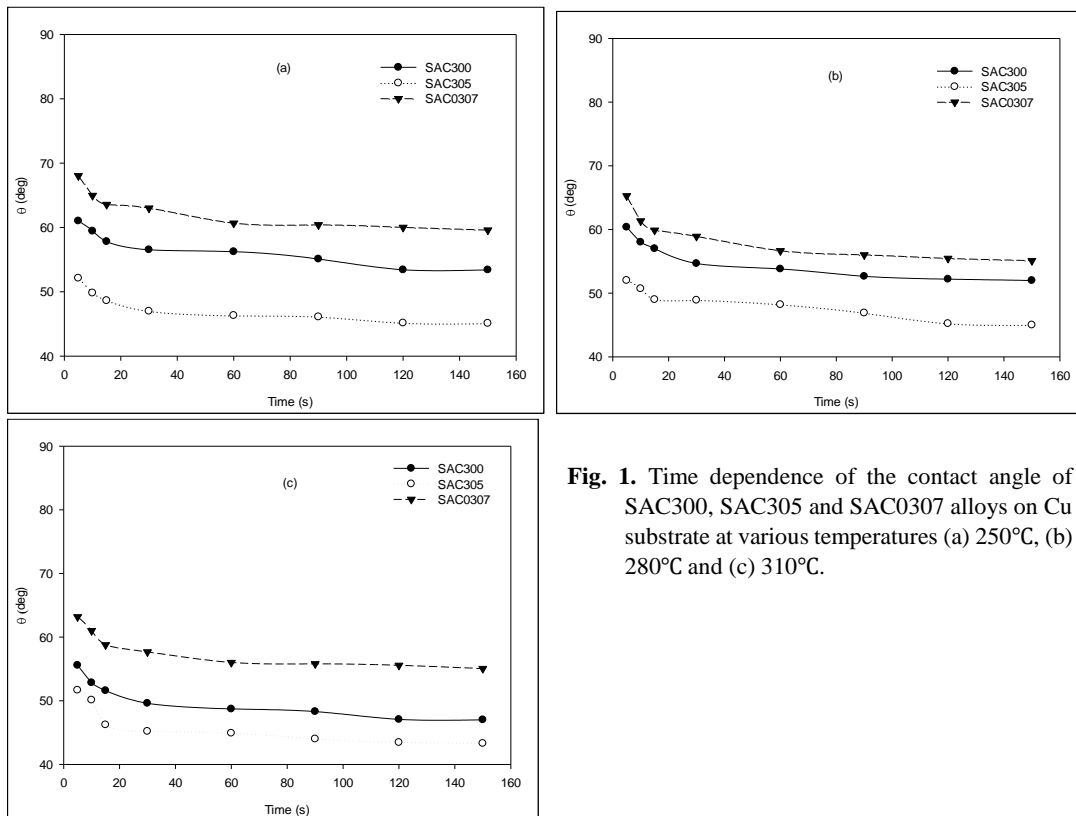 90
80
70
60
50
40
θ (deg)
(a)
SAC300
SAC305
SAC0307
0 20 40 60 80 100 120 140 160
Time (s)
90
80
70
60
50
40
θ (deg)
(b)
SAC300
SAC305
SAC0307
0 20 40 60 80 100 120 140 160
Time (s)
90
80
70
60
50
40
θ (deg)
(c)
SAC300
SAC305
SAC0307
0 20 40 60 80 100 120 140 160
Time (s)
Fig. 1. Time dependence of the contact angle of
SAC300, SAC305 and SAC0307 alloys on Cu
substrate at various temperatures (a) 250℃, (b)
280℃ and (c) 310℃.